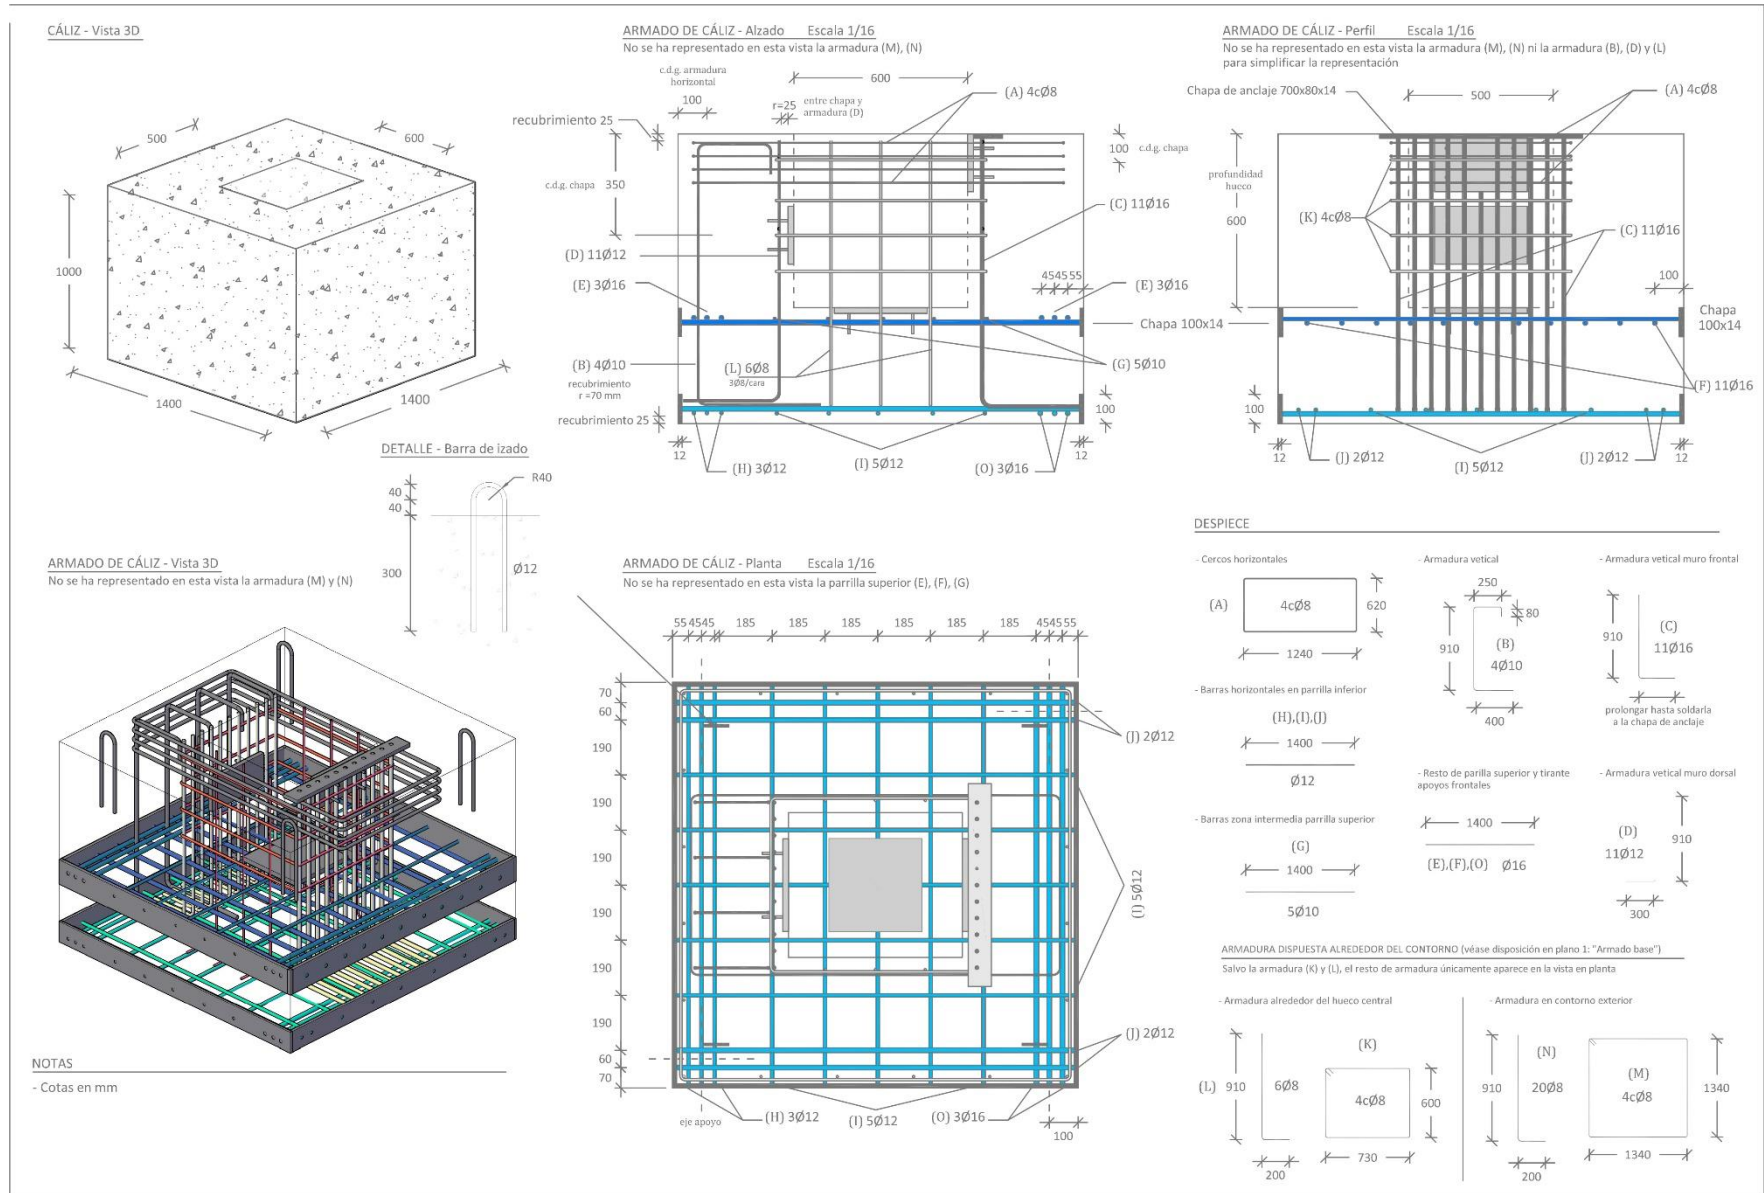 CÁLIZ - Vista 3D
500
600
1000
1400
1400
ARMADO DE CÁLIZ - Alzado Escala 1/16
No se ha representado en esta vista la armadura (M), (N)
c.d.g. armadura
horizontal
100
600
r=25
entre chapa y
armadura (D)
(A) 4cØ8
recubrimiento 25
100 c.d.g. chapa
c.d.g. chapa 350
(C) 11Ø16
(D) 11Ø12
(E) 3Ø16
454555
(E) 3Ø16
Chapa 100x14
(B) 4Ø10
recubrimiento
r =70 mm
(L) 6Ø8
3Ø8/cara
(G) 5Ø10
100
recubrimiento 25
12
12
(H) 3Ø12
(I) 5Ø12
(O) 3Ø16
ARMADO DE CÁLIZ - Perfil Escala 1/16
No se ha representado en esta vista la armadura (M), (N) ni la armadura (B), (D) y (L)
para simplificar la representación
Chapa de anclaje 700x80x14
500
(A) 4cØ8
profundidad
hueco
600
(K) 4cØ8
(C) 11Ø16
100
Chapa
100x14
(F) 11Ø16
100
12
12
(J) 2Ø12
(I) 5Ø12
(J) 2Ø12
DETALLE - Barra de izado
40
40
R40
300
Ø12
ARMADO DE CÁLIZ - Vista 3D
No se ha representado en esta vista la armadura (M) y (N)
NOTAS
- Cotas en mm
ARMADO DE CÁLIZ - Planta Escala 1/16
No se ha representado en esta vista la parrilla superior (E), (F), (G)
554545
185
185
185
185
185
454555
70
60
190
190
190
190
190
190
60
70
(J) 2Ø12
(I) 5Ø12
(J) 2Ø12
eje apoyo
(H) 3Ø12
(I) 5Ø12
(O) 3Ø16
100
DESPIECE
- Cercos horizontales
(A)
4cØ8
620
1240
- Armadura vetical
250
80
910
(B)
4Ø10
400
- Armadura vetical muro frontal
910
(C)
11Ø16
prolongar hasta soldarla
a la chapa de anclaje
- Barras horizontales en parrilla inferior
(H),(I),(J)
1400
Ø12
- Resto de parilla superior y tirante
apoyos frontales
1400
(E),(F),(O) Ø16
- Armadura vetical muro dorsal
(D)
11Ø12
910
300
- Barras zona intermedia parrilla superior
(G)
1400
5Ø10
ARMADURA DISPUESTA ALREDEDOR DEL CONTORNO (véase disposición en plano 1: "Armado base")
Salvo la armadura (K) y (L), el resto de armadura únicamente aparece en la vista en planta
- Armadura alrededor del hueco central
(L) 910
6Ø8
200
(K)
4cØ8
600
730
- Armadura en contorno exterior
910
(N)
20Ø8
200
(M)
4cØ8
1340
1340